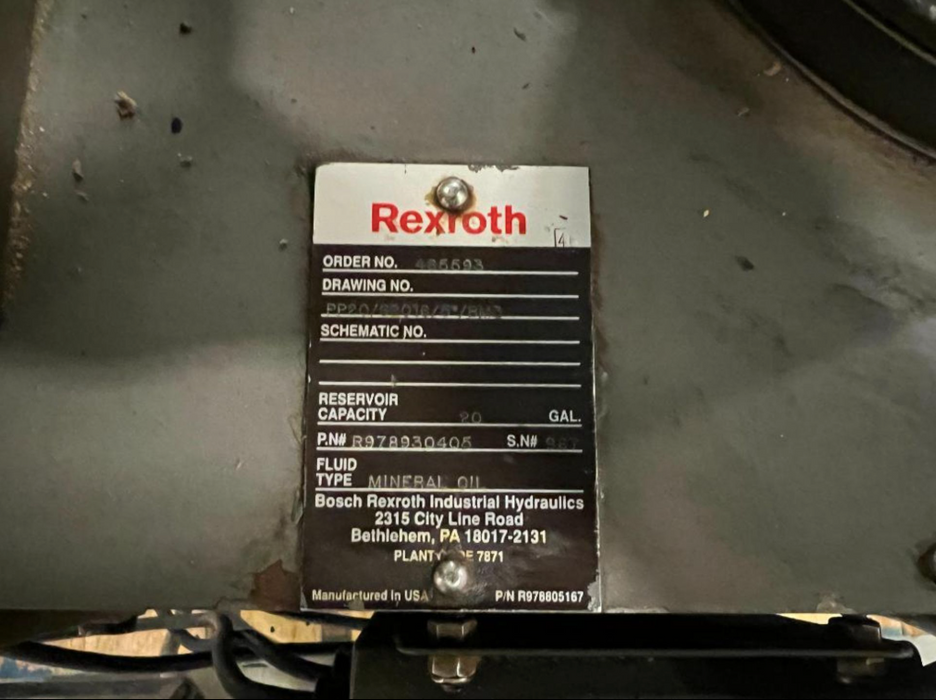 Rexroth
4
ORDER NO.
DRAWING NO.
SCHEMATIC NO.
RESERVOIR
CAPACITY 20 GAL.
P.N# R978930405 S.N#
FLUID
TYPE MINERAL OIL
Bosch Rexroth Industrial Hydraulics
2315 City Line Road
Bethlehem, PA 18017-2131
PLANT 7871
Manufactured in USA P/N R978805167